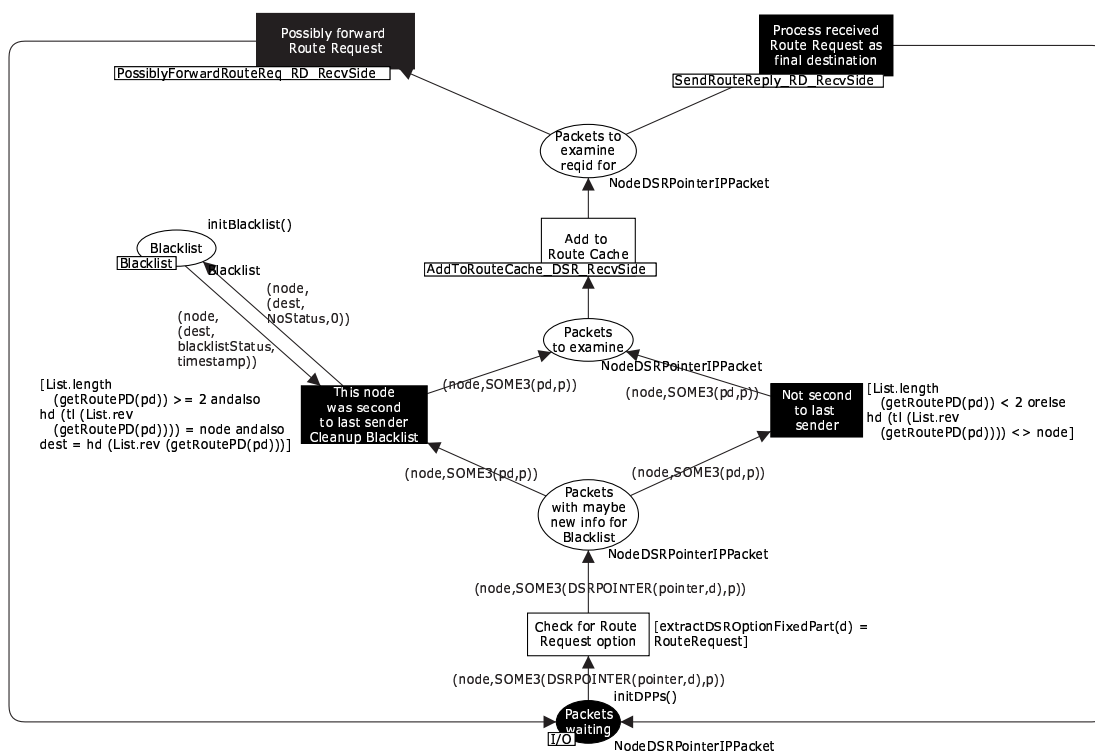 Possibly forward
Route Request
PossiblyForwardRouteReq_RD_RecvSide
Process received
Route Request as
final destination
SendRouteReply_RD_RecvSide
Packets to
examine
reqid for
NodeDSRPointerIPPacket
Add to
Route Cache
AddToRouteCache_DSR_RecvSide
initBlacklist()
Blacklist
Blacklist
Blacklist
(node,
(dest,
NoStatus,0))
(node,
(dest,
blacklistStatus,
timestamp))
Packets
to examine
NodeDSRPointerIPPacket
(node,SOME3(pd,p))
(node,SOME3(pd,p))
[List.length
(getRoutePD(pd)) >= 2 andalso
hd (tl (List.rev
(getRoutePD(pd)))) = node andalso
dest = hd (List.rev (getRoutePD(pd)))]
This node
was second
to last sender
Cleanup Blacklist
Not second
to last
sender
[List.length
(getRoutePD(pd)) < 2 orelse
hd (tl (List.rev
(getRoutePD(pd)))) <> node]
(node,SOME3(pd,p))
(node,SOME3(pd,p))
Packets
with maybe
new info for
Blacklist
NodeDSRPointerIPPacket
(node,SOME3(DSRPOINTER(pointer,d),p))
Check for Route
Request option
[extractDSROptionFixedPart(d) =
RouteRequest]
(node,SOME3(DSRPOINTER(pointer,d),p))
initDPPs()
Packets
waiting
I/O
NodeDSRPointerIPPacket